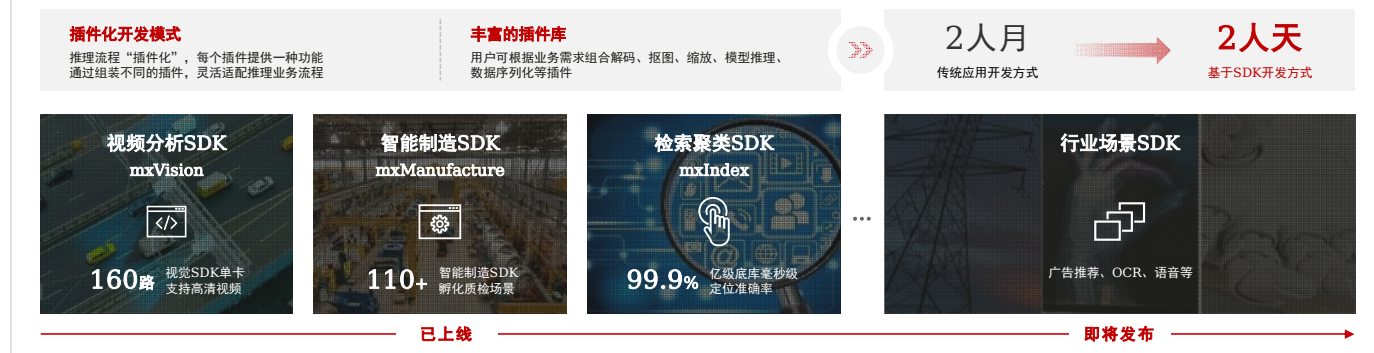 插件化开发模式
推理流程“插件化”，每个插件提供一种功能
通过组装不同的插件，灵活适配推理业务流程
丰富的插件库
用户可根据业务需求组合解码、抠图、缩放、模型推理、
数据序列化等插件
2人月
传统应用开发方式
2人天
基于SDK开发方式
视频分析SDK
mxVision
160路
视觉SDK单卡
支持高清视频
智能制造SDK
mxManufacture
110+
智能制造SDK
孵化质检场景
检索聚类SDK
mxIndex
99.9%
亿级底库毫秒级
定位准确率
...
行业场景SDK
广告推荐、OCR、语音等
已上线
即将发布